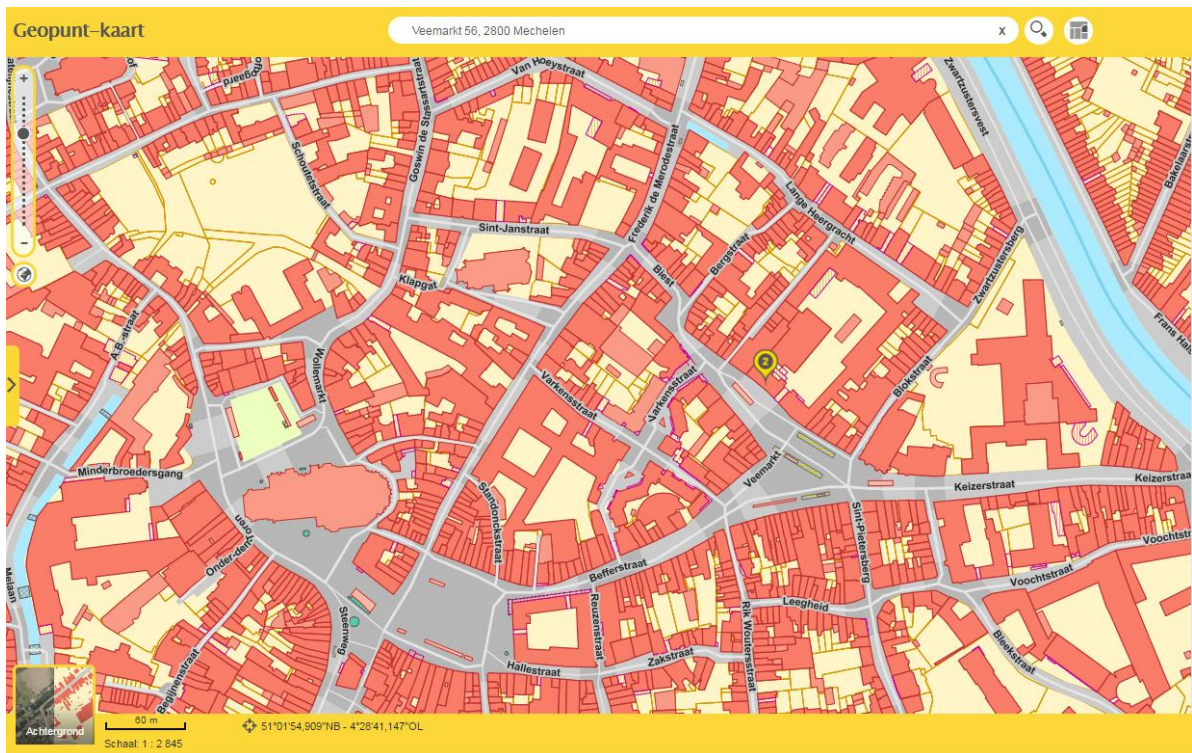 Geopunt-kaart
Veemarkt 56, 2800 Mechelen
x
Van Hoeystraat
Zwartzustersvest
Goswin de Stassartstraat
Schoutetstraat
Frederik de Merodestraat
Lange Heergracht
Sint-Janstraat
Bergstraat
Biest
Zwartzustersberg
Klapgat
A.B.-straat
Wollemarkt
2
Varkensstraat
Varkensstraat
Blokstraat
Frans Hals
Minderbroedersgang
Veemarkt
Keizerstraat
Keizerstraa
Standonckstraat
Sint-Pietersberg
Onder-den-Toren
Voochtstr
Befferstraat
Voochtstraat
Melaan
Leegheid
Steenweg
Reuzenstraat
Rik Woutersstraat
Bleekstraat
Zakstraat
Hallestraat
Begijnenstraat
Achtergrond
60 m
51°01'54,909"NB - 4°28'41,147"OL
Schaal: 1 : 2 845